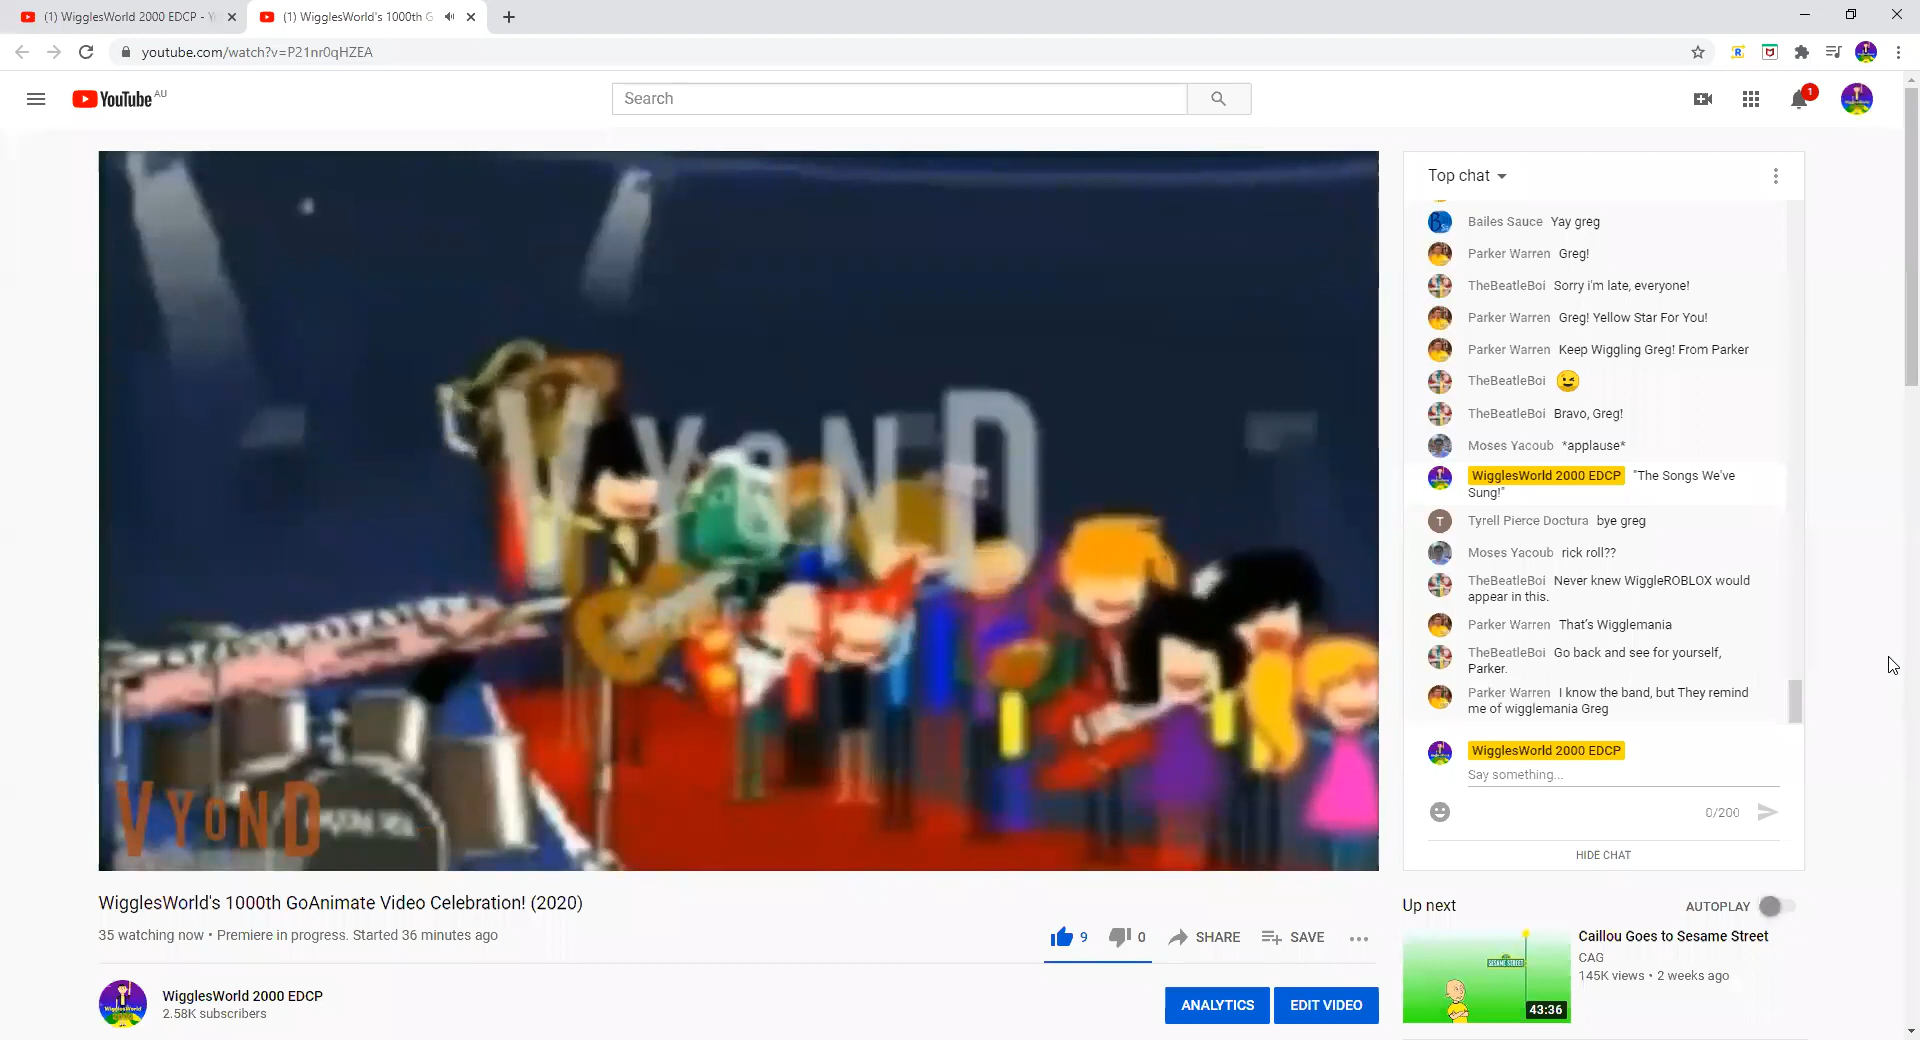 (1) WigglesWorld 2000 EDCP - Y
(1) WigglesWorld's 1000th G
youtube.com/watch?v=P21nr0qHZEA
YouTube AU
Search
1
VYOND
VYOND
Top chat
Bailes Sauce Yay greg
Parker Warren Greg!
TheBeatleBoi Sorry i'm late, everyone!
Parker Warren Greg! Yellow Star For You!
Parker Warren Keep Wiggling Greg! From Parker
TheBeatleBoi 😉
TheBeatleBoi Bravo, Greg!
Moses Yacoub *applause*
WigglesWorld 2000 EDCP "The Songs We've
Sung!"
T Tyrell Pierce Doctura bye greg
Moses Yacoub rick roll??
TheBeatleBoi Never knew WiggleROBLOX would
appear in this.
Parker Warren That's Wigglemania
TheBeatleBoi Go back and see for yourself,
Parker.
Parker Warren I know the band, but They remind
me of wigglemania Greg
WigglesWorld 2000 EDCP
Say something...
0/200
HIDE CHAT
WigglesWorld's 1000th GoAnimate Video Celebration! (2020)
35 watching now • Premiere in progress. Started 36 minutes ago
9 0 SHARE SAVE
WigglesWorld 2000 EDCP
2.58K subscribers
ANALYTICS EDIT VIDEO
Up next AUTOPLAY
SESAME STREET
43:36
Caillou Goes to Sesame Street
CAG
145K views • 2 weeks ago